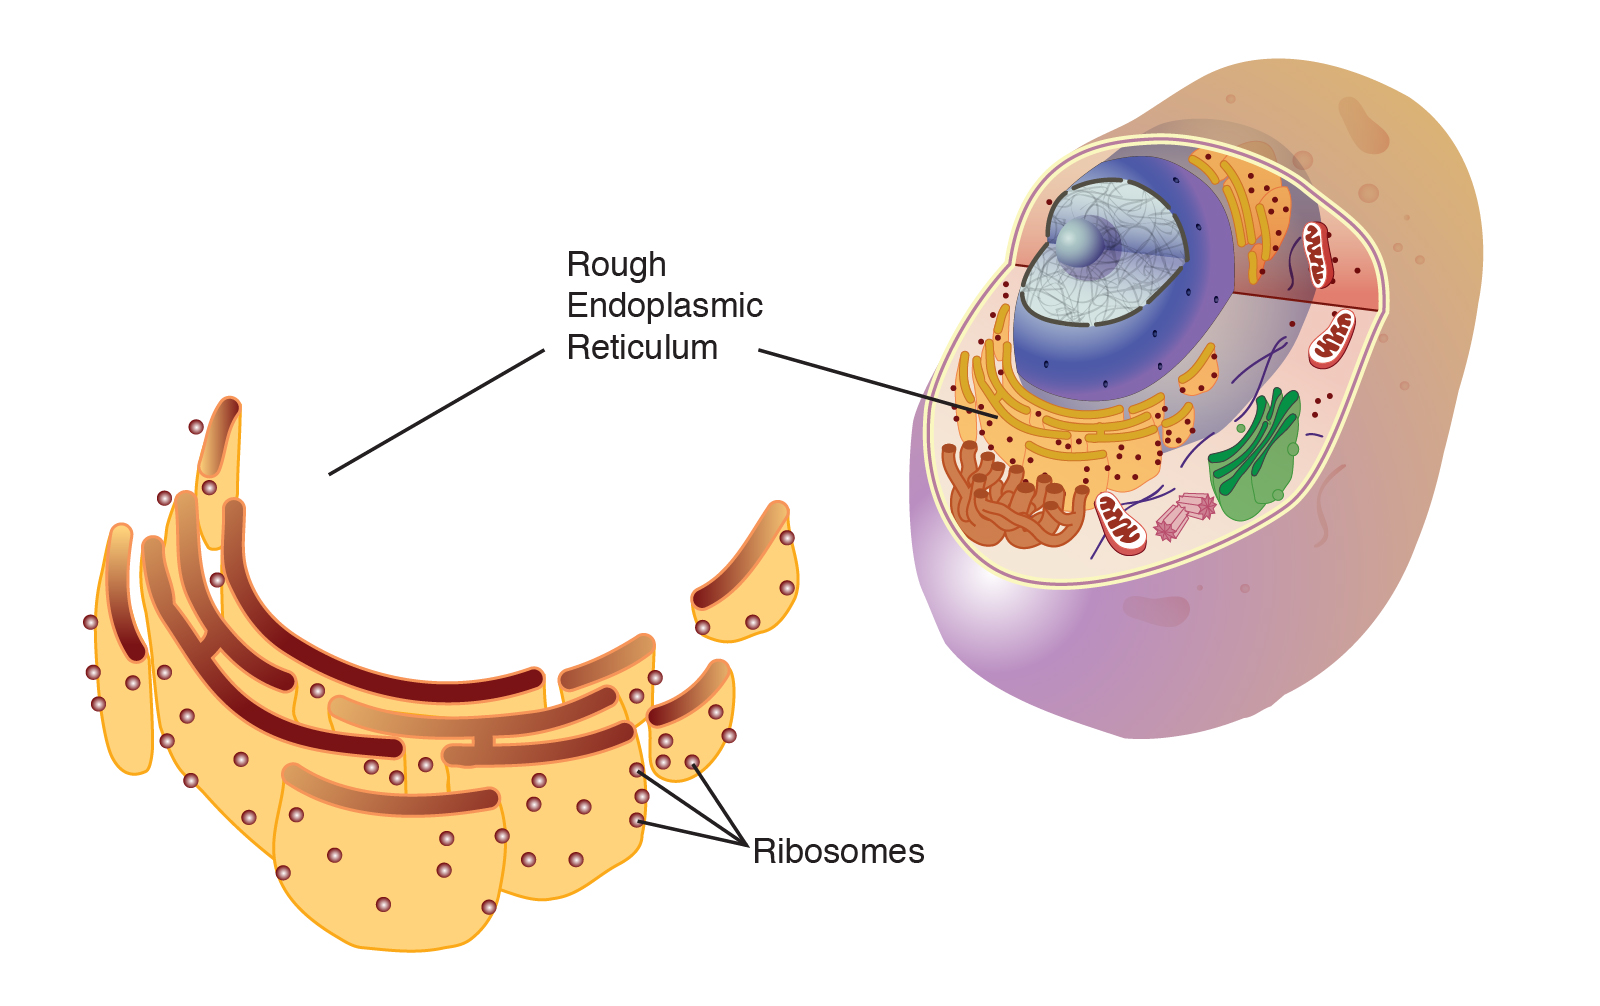 Rough
Endoplasmic
Reticulum
Ribosomes